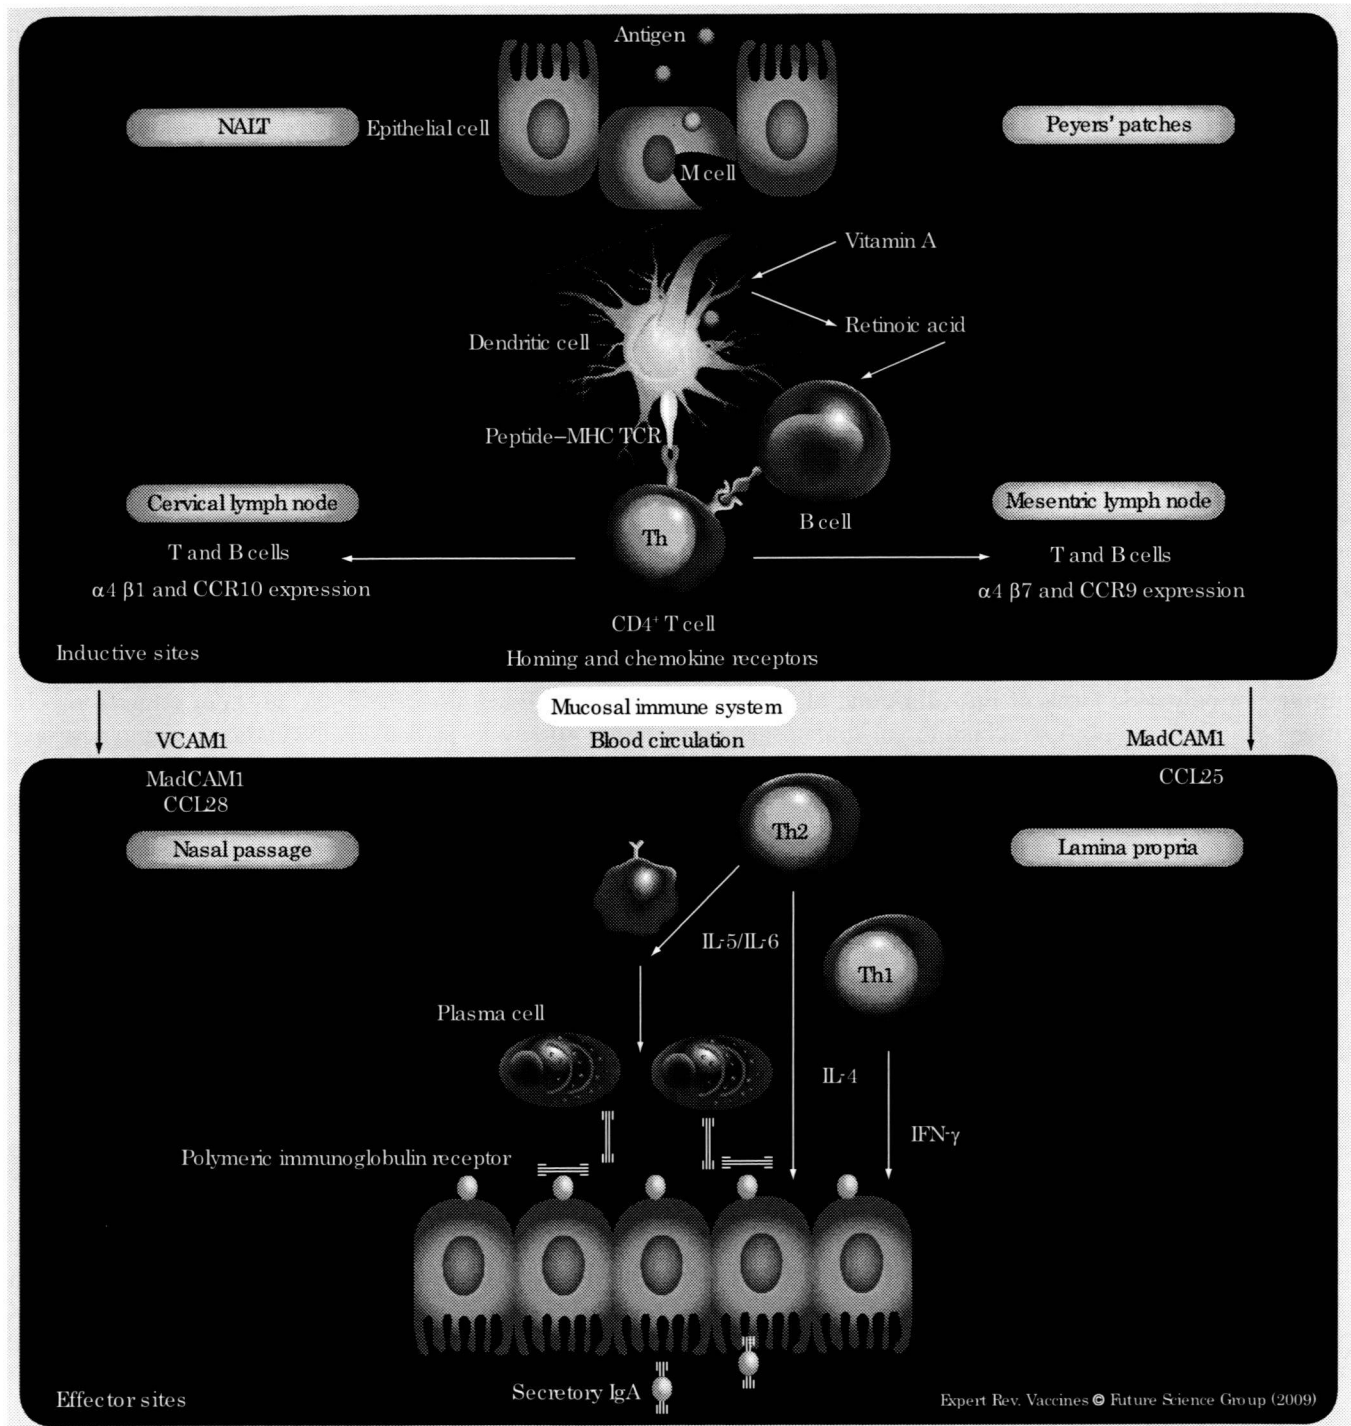 Antigen
NALT
Epithelial cell
Peyers' patches
M cell
Vitamin A
Retinoic acid
Dendritic cell
Peptide–MHC TCR
Cervical lymph node
Mesentric lymph node
B cell
Th
T and B cells
T and B cells
α4 β1 and CCR10 expression
α4 β7 and CCR9 expression
CD4+ T cell
Inductive sites
Homing and chemokine receptors
Mucosal immune system
VCAM1
Blood circulation
MadCAM1
MadCAM1
CCL28
CCL25
Th2
Nasal passage
Lamina propria
IL-5/IL-6
Th1
Plasma cell
IL-4
IFN-γ
Polymeric immunoglobulin receptor
Secretory IgA
Effector sites
Expert Rev. Vaccines © Future Science Group (2009)